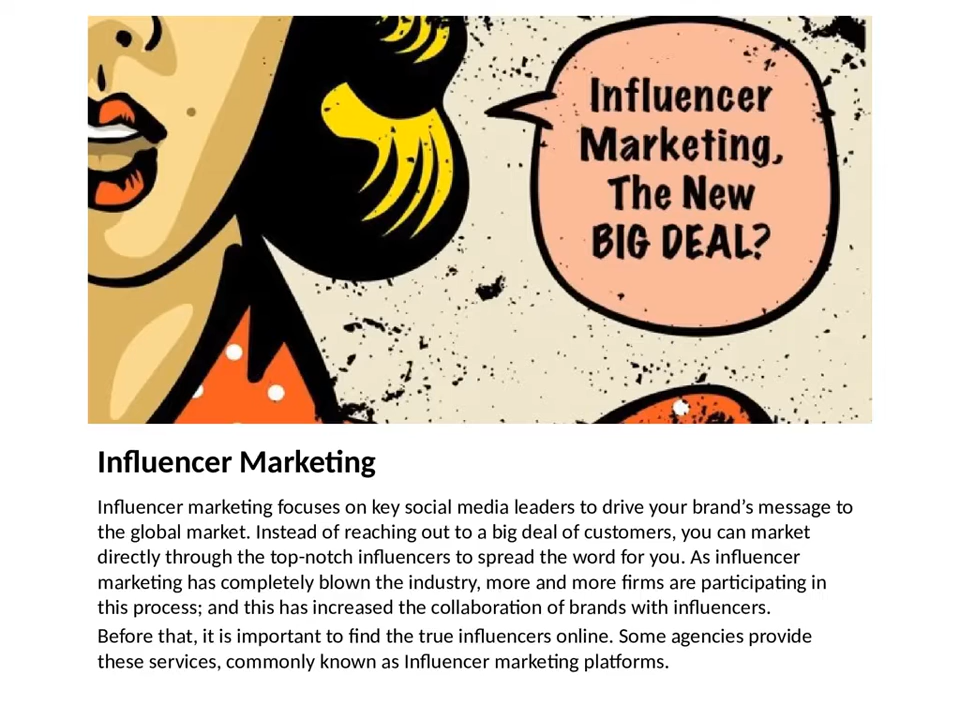 Influencer
Marketing,
The New
BIG DEAL?
Influencer Marketing
Influencer marketing focuses on key social media leaders to drive your brand’s message to
the global market. Instead of reaching out to a big deal of customers, you can market
directly through the top-notch influencers to spread the word for you. As influencer
marketing has completely blown the industry, more and more firms are participating in
this process; and this has increased the collaboration of brands with influencers.
Before that, it is important to find the true influencers online. Some agencies provide
these services, commonly known as Influencer marketing platforms.